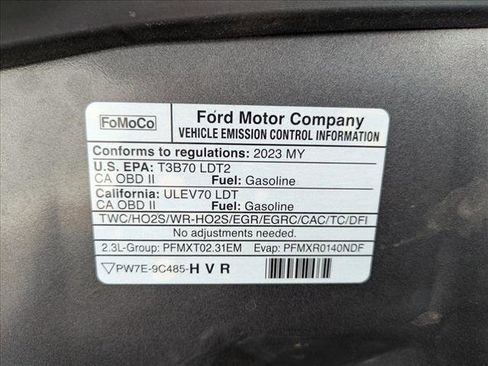 FoMoCo
Ford Motor Company
VEHICLE EMISSION CONTROL INFORMATION
Conforms to regulations: 2023 MY
U.S. EPA: T3B70 LDT2
CA OBD II Fuel: Gasoline
California: ULEV70 LDT
CA OBD II Fuel: Gasoline
TWC/HO2S/WR-HO2S/EGR/EGRC/CAC/TC/DFI
No adjustments needed.
2.3L-Group: PFMXT02.31EM Evap: PFMXR0140NDF
PW7E-9C485-H V R